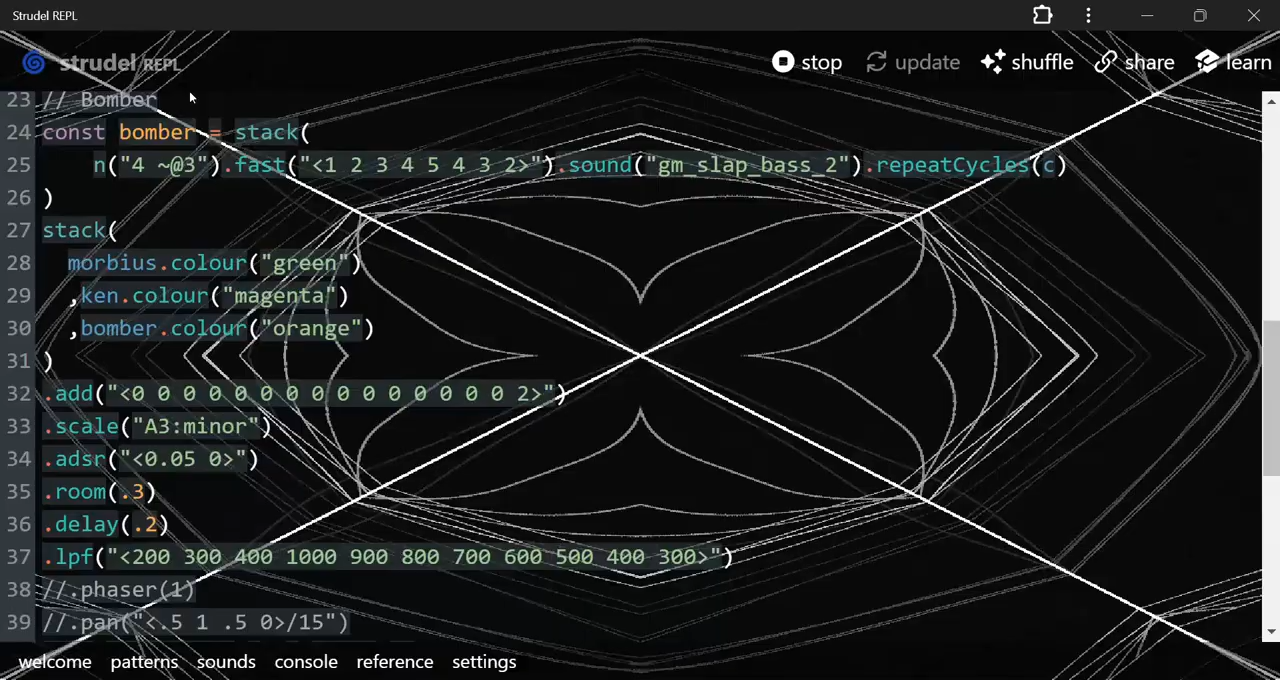 Strudel REPL
strudel REPL
stop update shuffle share learn
23 // Bomber
24 const bomber = stack(
25 n("4 ~@3").fast("<1 2 3 4 5 4 3 2>").sound("gm_slap_bass_2").repeatCycles(c)
26 )
27 stack(
28 morbius.colour("green")
29 ,ken.colour("magenta")
30 ,bomber.colour("orange")
31 )
32 .add("<0 0 0 0 0 0 0 0 0 0 0 0 0 0 0 2>")
33 .scale("A3:minor")
34 .adsr("<0.05 0>")
35 .room(.3)
36 .delay(.2)
37 .lpf("<200 300 400 1000 900 800 700 600 500 400 300>")
38 //.phaser(1)
39 //.pan("<.5 1 .5 0>/15")
welcome patterns sounds console reference settings